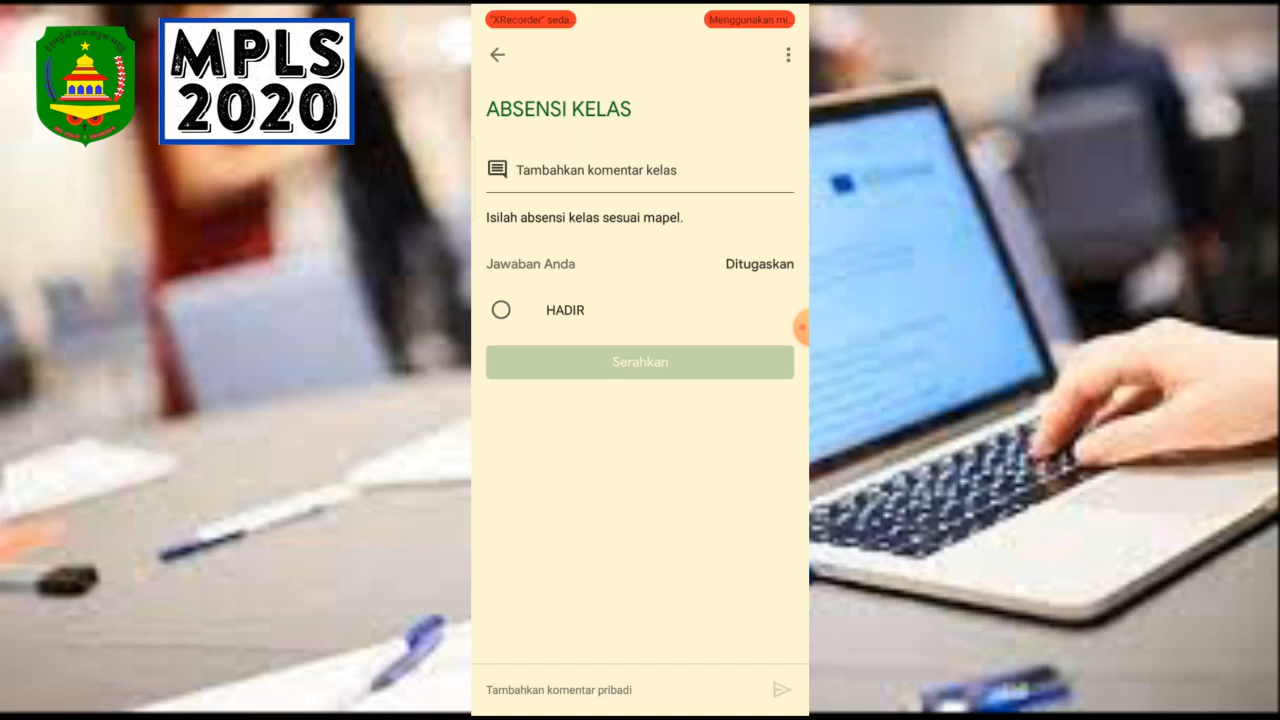 MPLS
2020
"XRecorder" seda..
Menggunakan mi..
ABSENSI KELAS
Tambahkan komentar kelas
Isilah absensi kelas sesuai mapel.
Jawaban Anda
Ditugaskan
HADIR
Serahkan
Tambahkan komentar pribadi